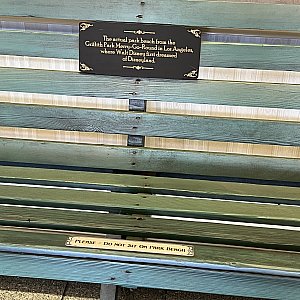 The actual park bench from the
Griffith Park Merry-Go-Round in Los Angeles,
where Walt Disney first dreamed
of Disneyland.
Please - Do Not Sit on Park Bench